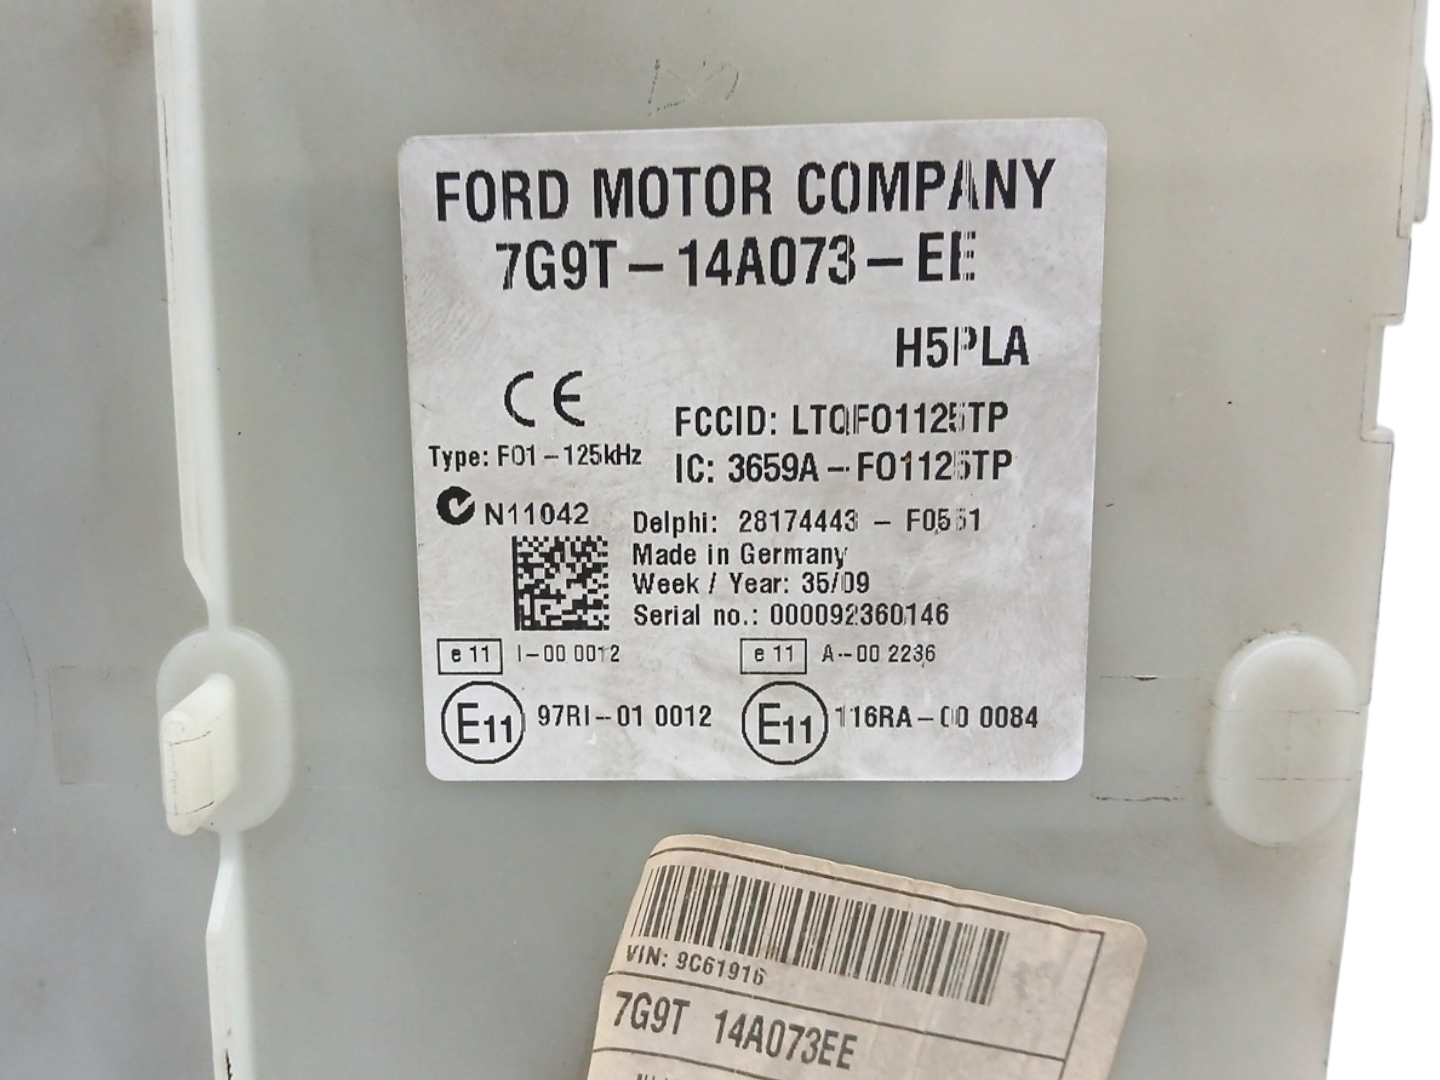 FORD MOTOR COMPANY
7G9T-14A073-EE
H5PLA
CE
FCCID: LTQFO1125TP
Type: FO1-125kHz
IC: 3659A-FO1125TP
N11042
Delphi: 28174443 - F0561
Made in Germany
Week / Year: 35/09
Serial no.: 000092360146
e 11 I-00 0012
e 11 A-00 2236
E11 97RI-01 0012
E11 116RA-00 0084
VIN: 9C61916
7G9T 14A073EE